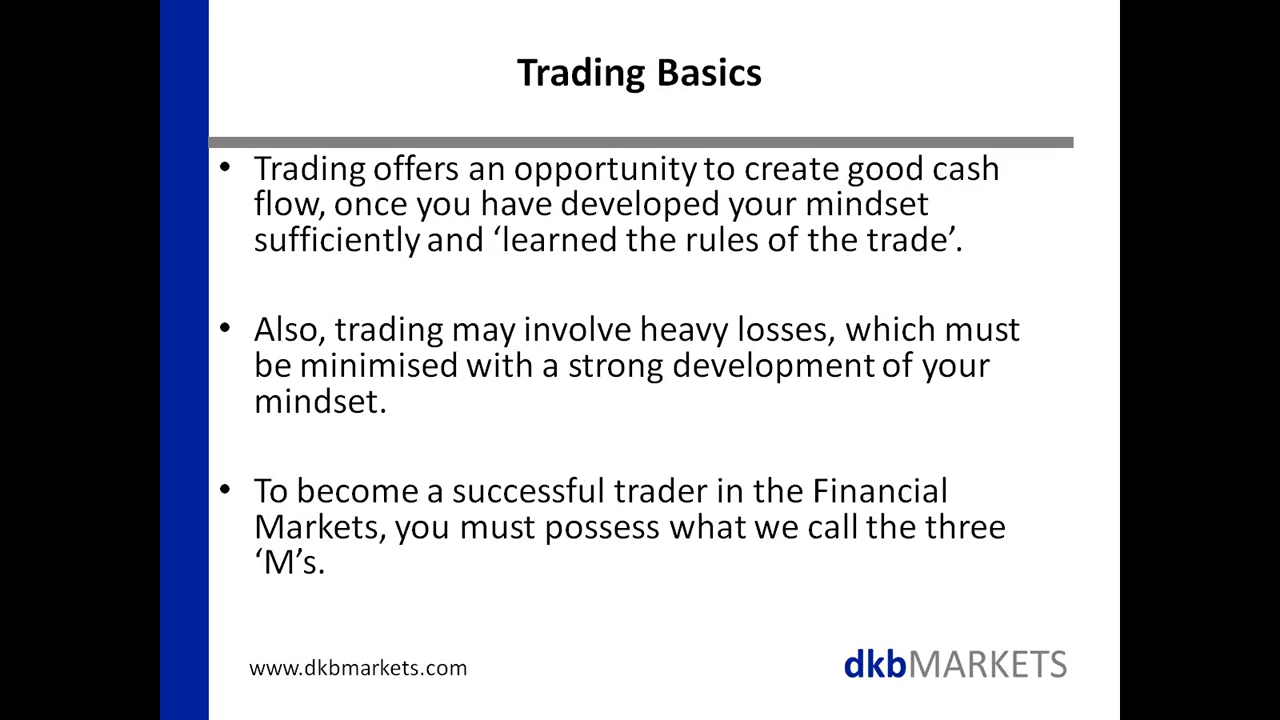 Trading Basics
• Trading offers an opportunity to create good cash
flow, once you have developed your mindset
sufficiently and ‘learned the rules of the trade’.
• Also, trading may involve heavy losses, which must
be minimised with a strong development of your
mindset.
• To become a successful trader in the Financial
Markets, you must possess what we call the three
‘M’s.
www.dkbmarkets.com
dkbMARKETS